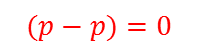 (p − p) = 0